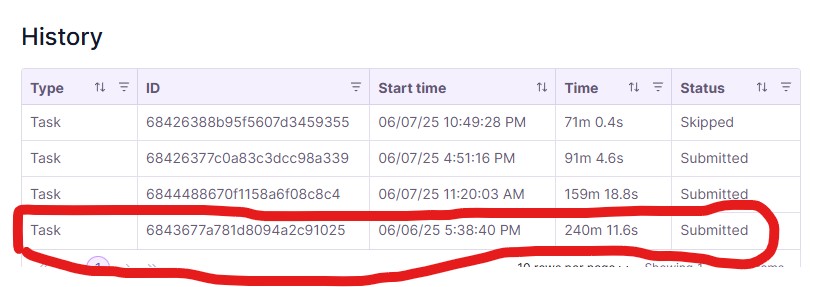 History
Type ID Start time Time Status
Task 68426388b95f5607d3459355 06/07/25 10:49:28 PM 71m 0.4s Skipped
Task 68426377c0a83c3dcc98a339 06/07/25 4:51:16 PM 91m 4.6s Submitted
Task 6844488670f1158a6f08c8c4 06/07/25 11:20:03 AM 159m 18.8s Submitted
Task 6843677a781d8094a2c91025 06/06/25 5:38:40 PM 240m 11.6s Submitted
1 10 rows per page Showing